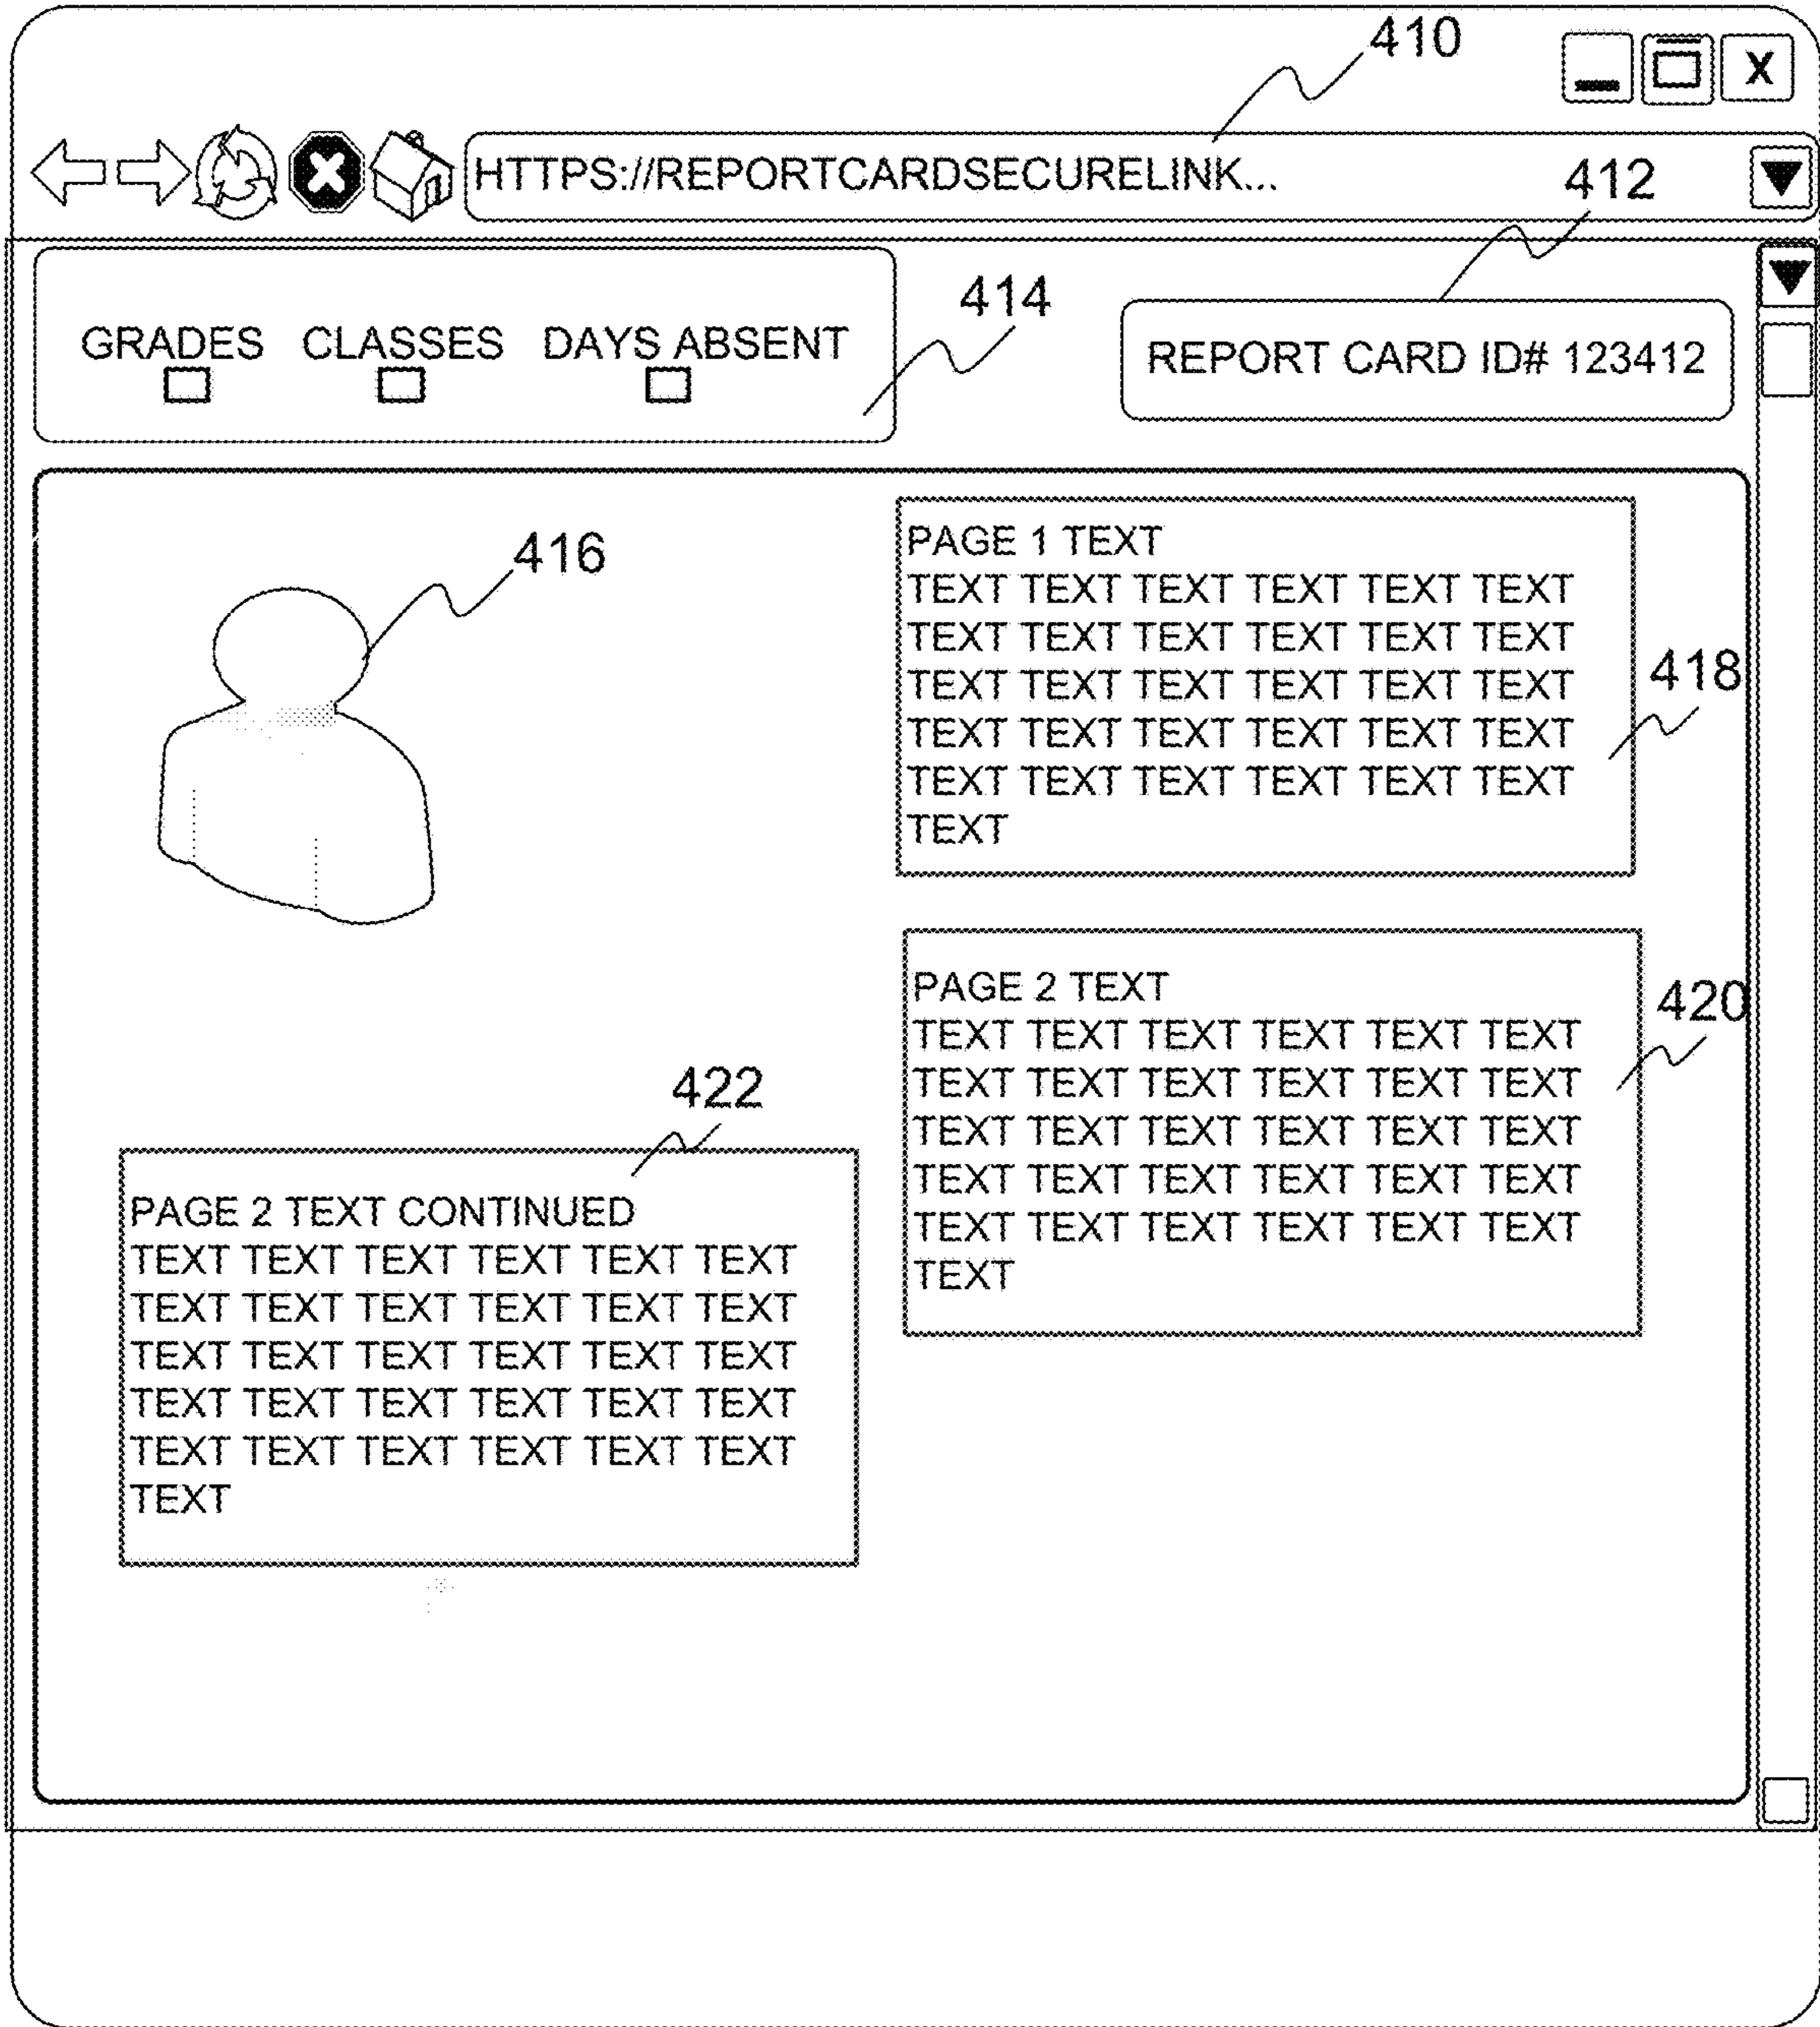 410
X
HTTPS://REPORTCARDSECURELINK...
412
414
GRADES CLASSES DAYS ABSENT
REPORT CARD ID# 123412
416
PAGE 1 TEXT
TEXT TEXT TEXT TEXT TEXT TEXT
TEXT TEXT TEXT TEXT TEXT TEXT
TEXT TEXT TEXT TEXT TEXT TEXT
TEXT TEXT TEXT TEXT TEXT TEXT
TEXT TEXT TEXT TEXT TEXT TEXT
TEXT
418
PAGE 2 TEXT
TEXT TEXT TEXT TEXT TEXT TEXT
TEXT TEXT TEXT TEXT TEXT TEXT
TEXT TEXT TEXT TEXT TEXT TEXT
TEXT TEXT TEXT TEXT TEXT TEXT
TEXT TEXT TEXT TEXT TEXT TEXT
TEXT
420
422
PAGE 2 TEXT CONTINUED
TEXT TEXT TEXT TEXT TEXT TEXT
TEXT TEXT TEXT TEXT TEXT TEXT
TEXT TEXT TEXT TEXT TEXT TEXT
TEXT TEXT TEXT TEXT TEXT TEXT
TEXT TEXT TEXT TEXT TEXT TEXT
TEXT